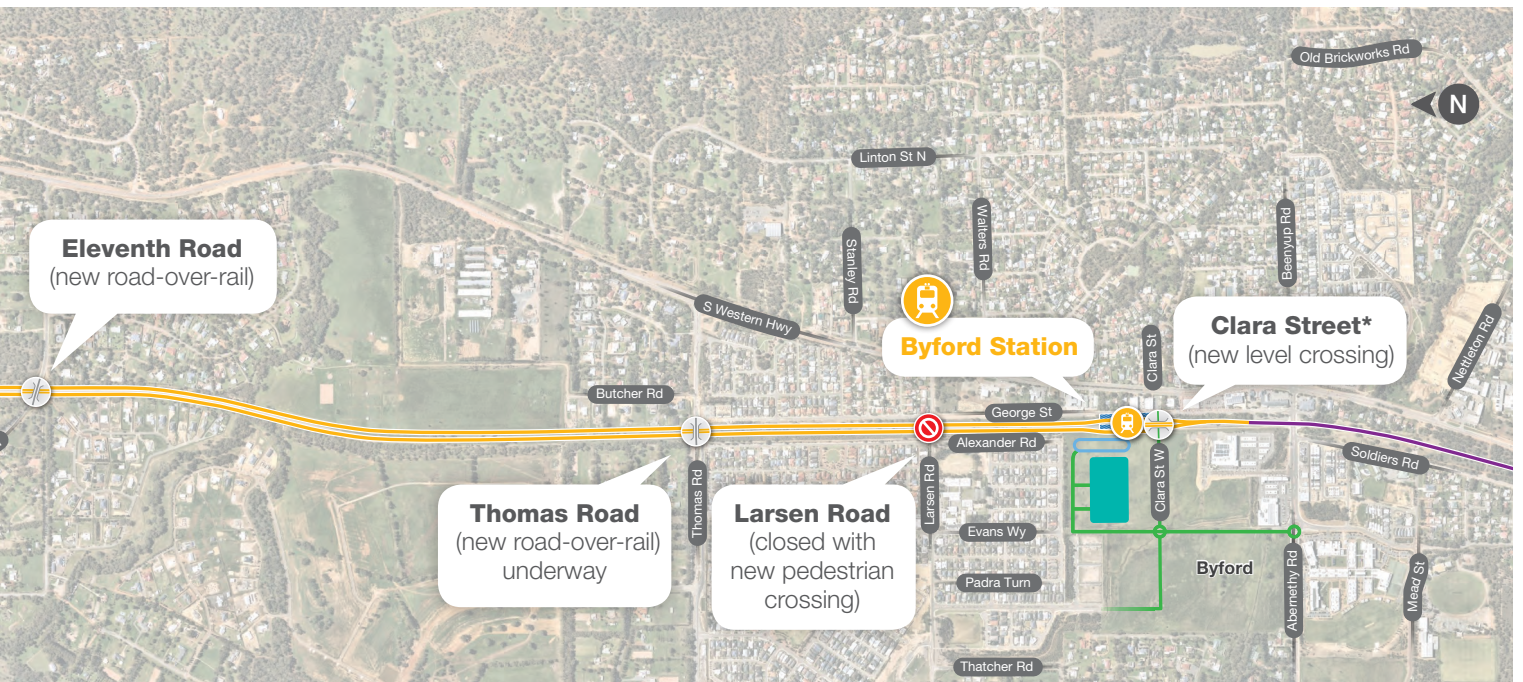 Old Brickworks Rd
N
Linton St N
Walters Rd
Stanley Rd
Beenyup Rd
Eleventh Road
(new road-over-rail)
S Western Hwy
Byford Station
Clara St
Clara Street*
(new level crossing)
Nettleton Rd
Butcher Rd
George St
Alexander Rd
Soldiers Rd
Thomas Rd
Larsen Rd
Clara St W
Thomas Road
(new road-over-rail)
underway
Larsen Road
(closed with
new pedestrian
crossing)
Evans Wy
Padra Turn
Byford
Abernethy Rd
Mead St
Thatcher Rd